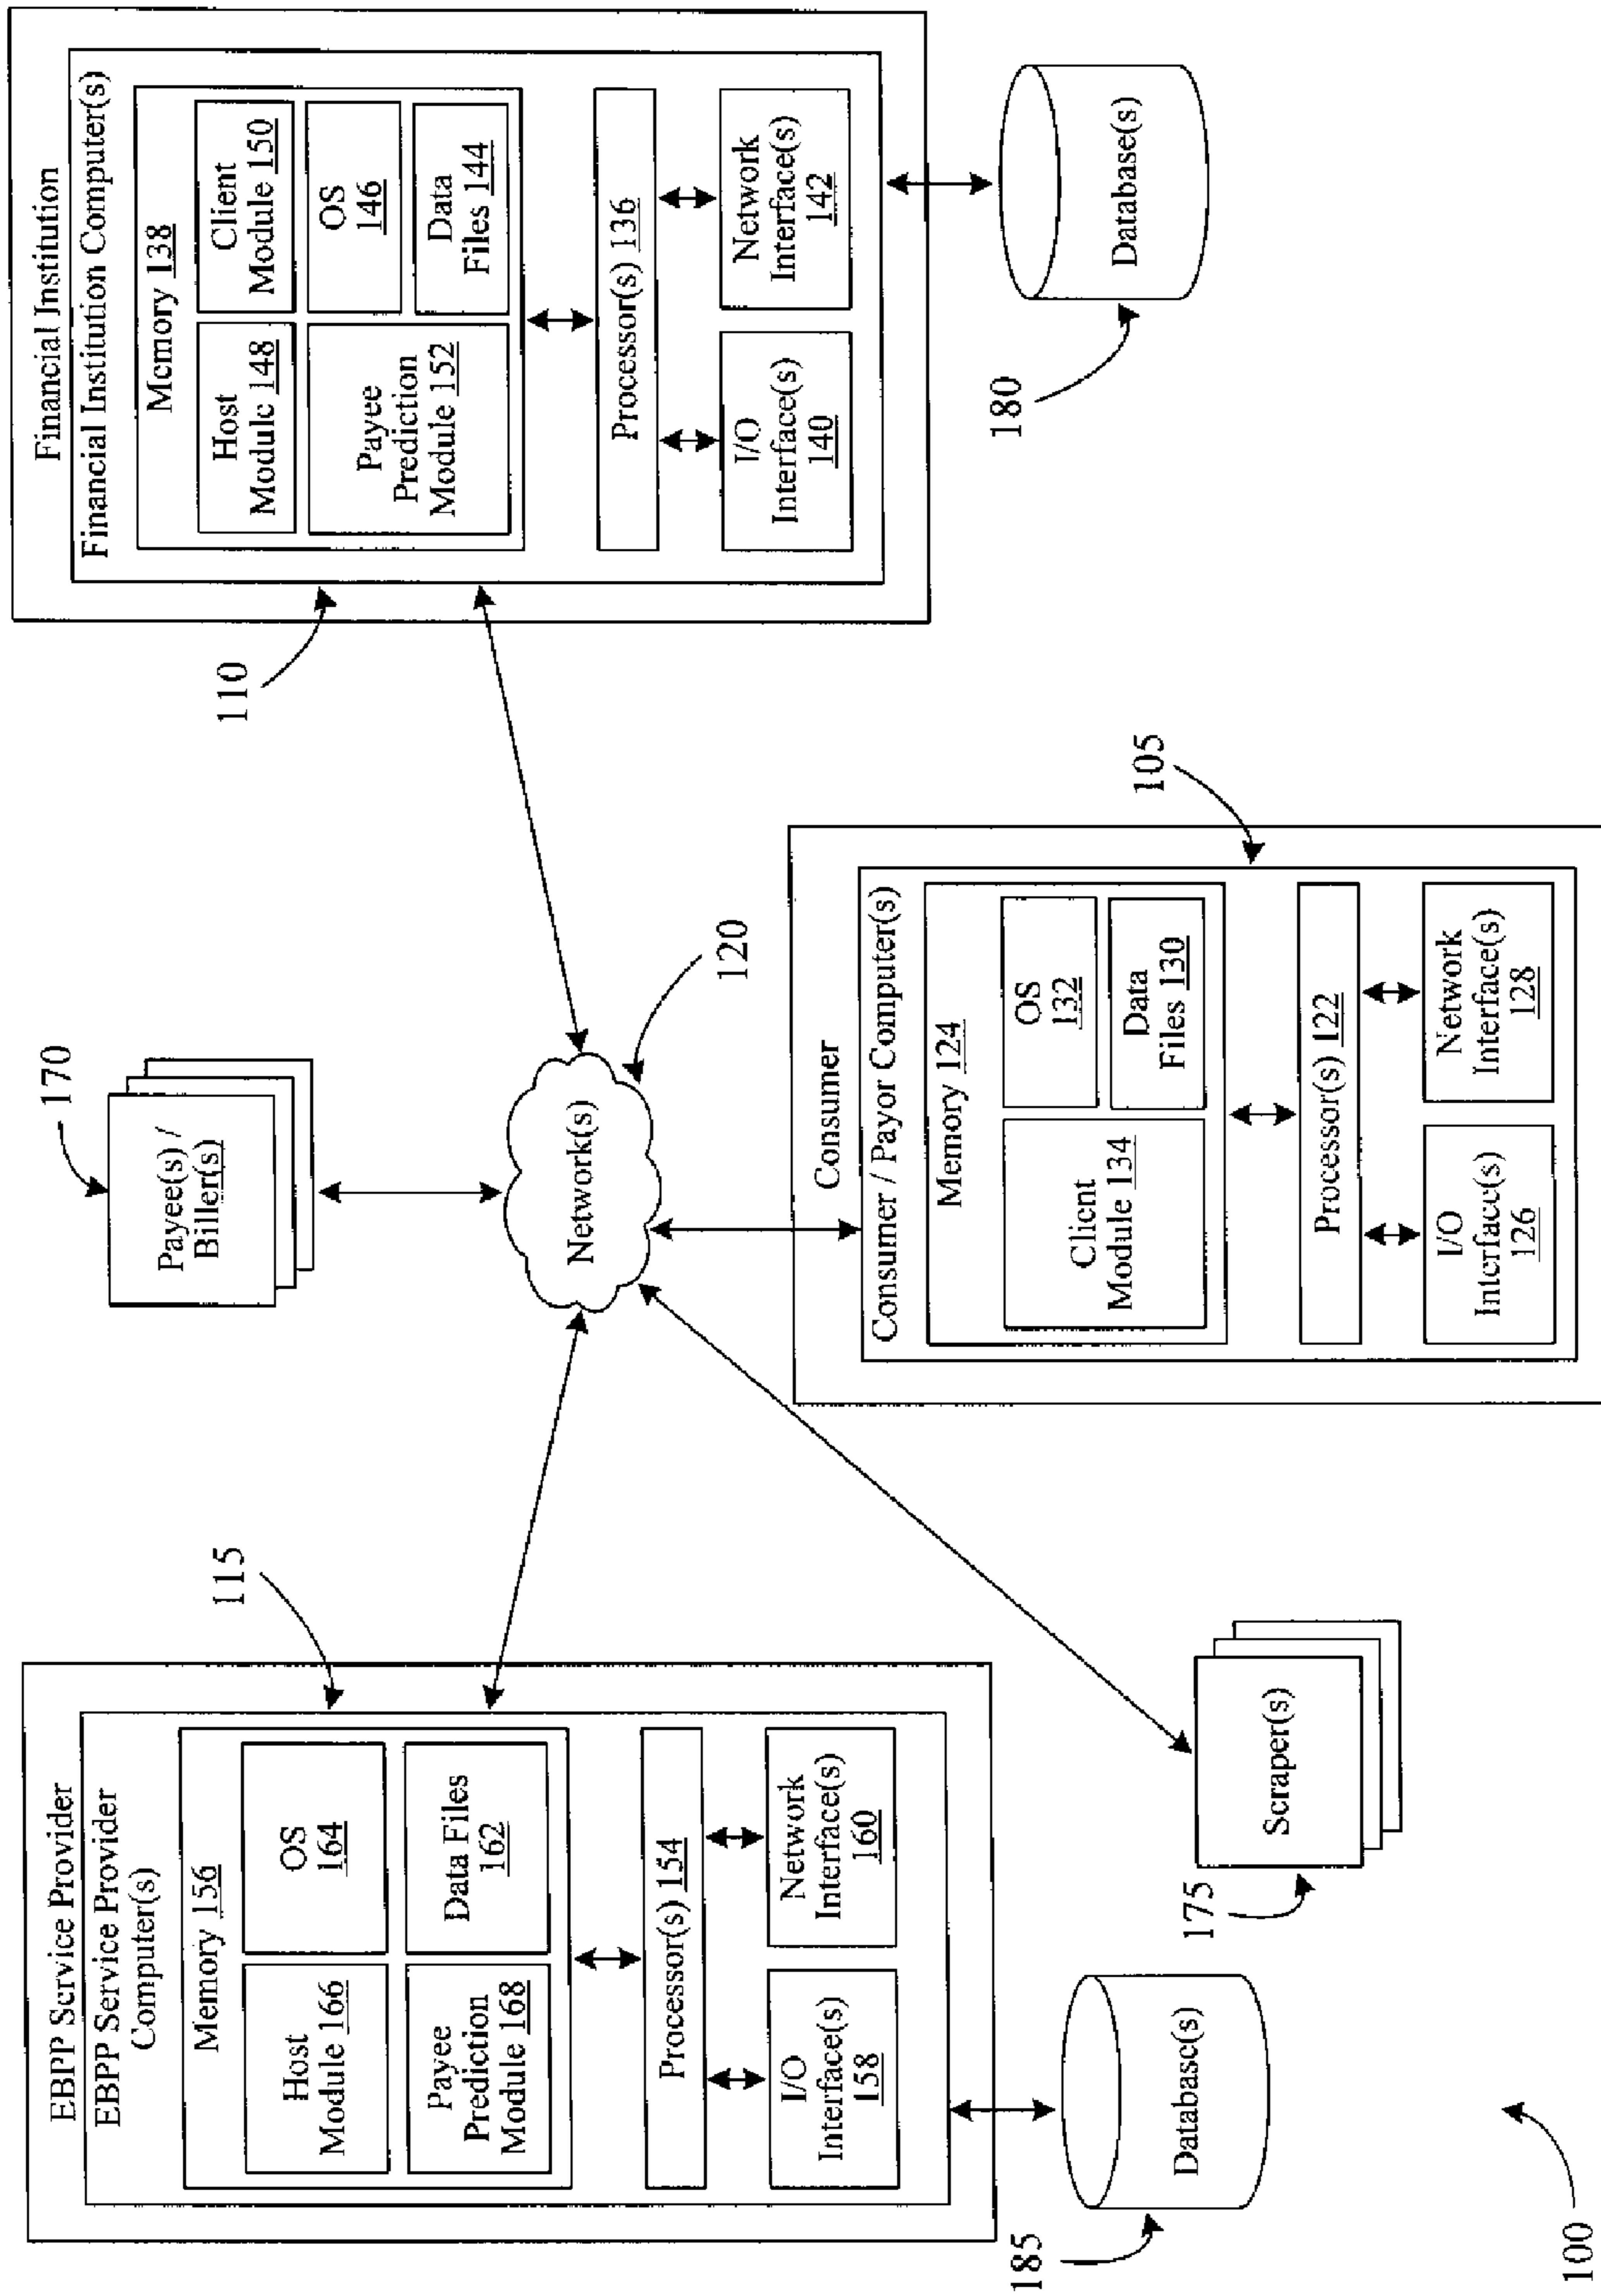 EBPP Service Provider
EBPP Service Provider
Computer(s)
Memory 156
Host
Module 166
OS
164
Payee
Prediction
Module 168
Data Files
162
Processor(s) 154
I/O
Interface(s)
158
Network
Interface(s)
160
115
Database(s)
185
Scraper(s)
175
100
Payee(s) /
Biller(s)
170
Network(s)
120
Consumer
Consumer / Payor Computer(s)
Memory 124
Client
Module 134
OS
132
Data
Files 130
Processor(s) 122
I/O
Interface(s)
126
Network
Interface(s)
128
105
Financial Institution
Financial Institution Computer(s)
Memory 138
Host
Module 148
Client
Module 150
Payee
Prediction
Module 152
OS
146
Data
Files 144
Processor(s) 136
I/O
Interface(s)
140
Network
Interface(s)
142
110
Database(s)
180